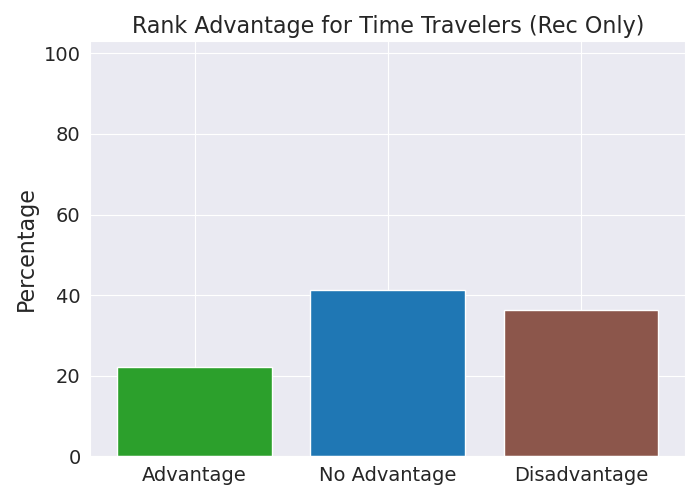 Rank Advantage for Time Travelers (Rec Only)
100
80
60
40
20
0
Percentage
Advantage
No Advantage
Disadvantage